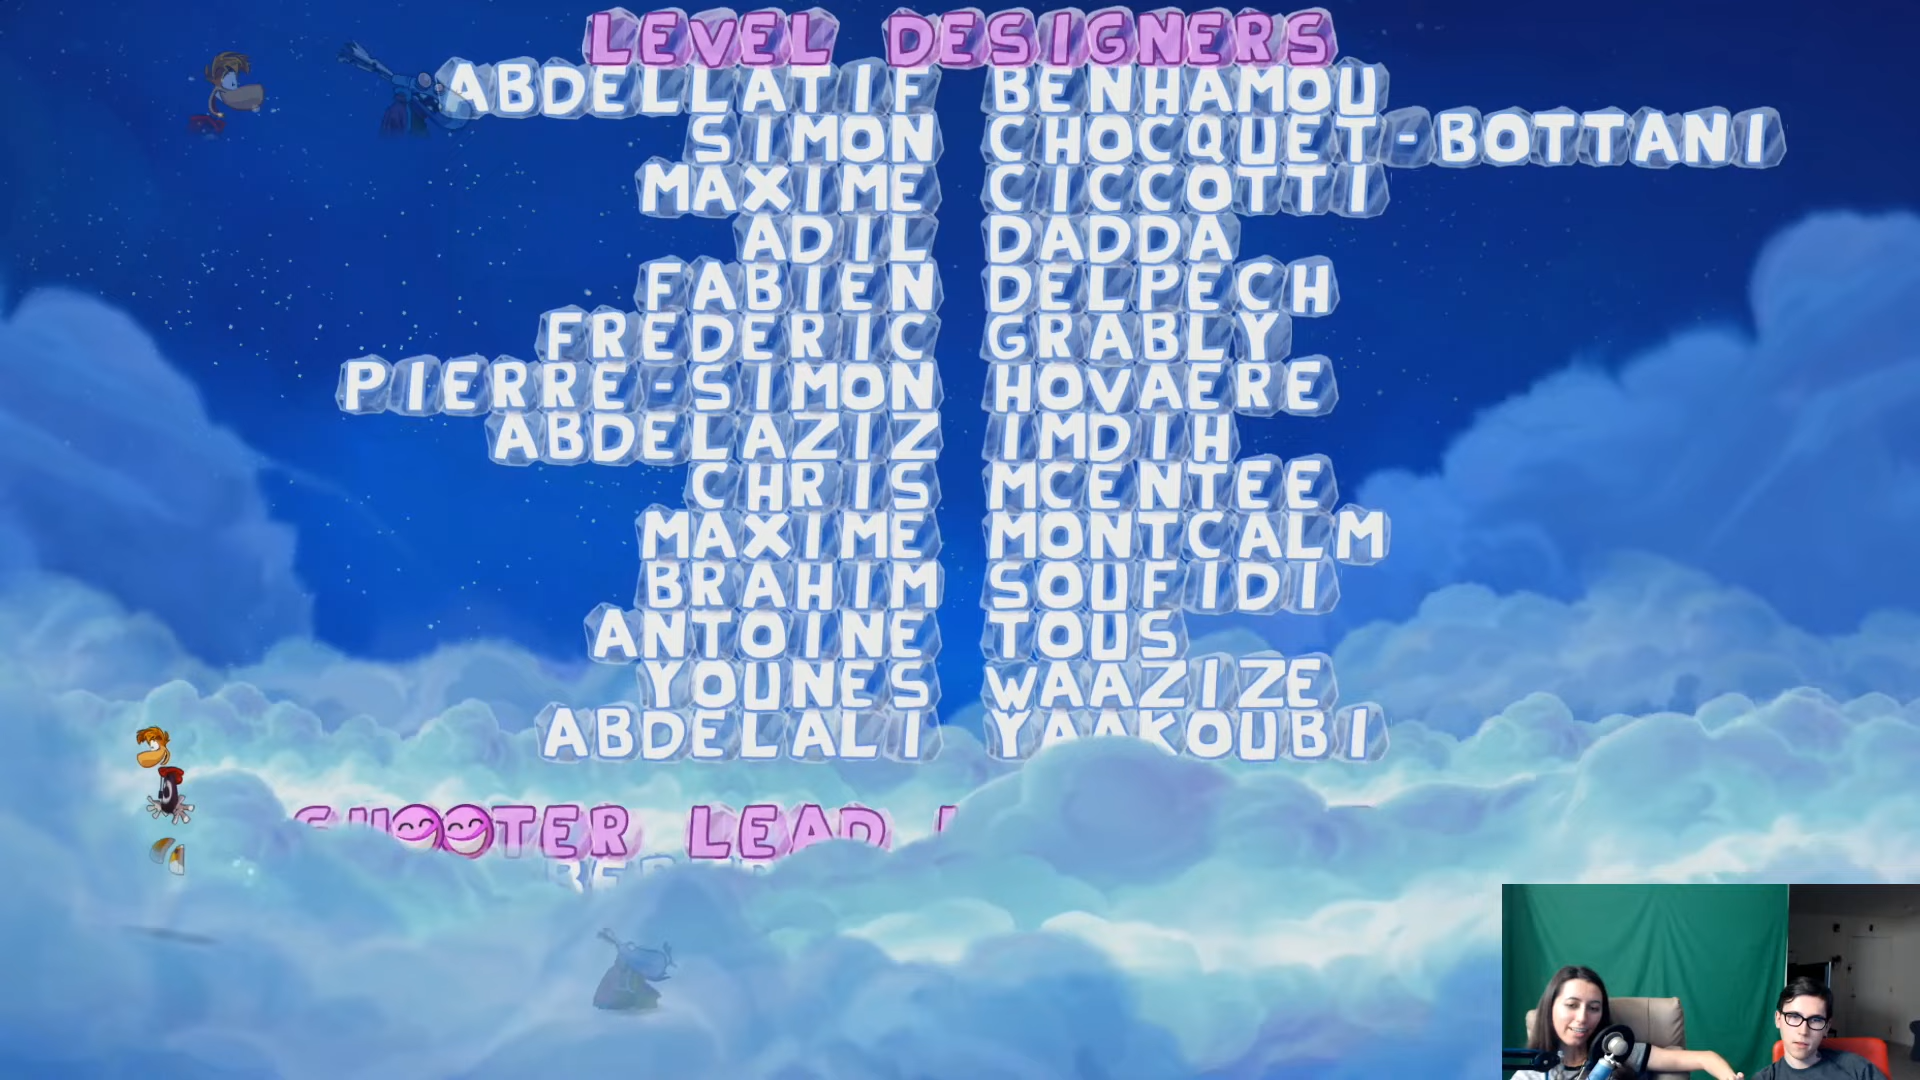 LEVEL DESIGNERS
ABDELLATIF BENHAMOU
SIMON CHOCQUET-BOTTANI
MAXIME CICCOTTI
ADIL DADDA
FABIEN DELPECH
FREDERIC GRABLY
PIERRE-SIMON HOVAERE
ABDELAZIZ IMDIH
CHRIS MCENTEE
MAXIME MONTCALM
BRAHIM SOUFIDI
ANTOINE TOUS
YOUNES WAAZIZE
ABDELALI YAAKOUBI
SHOOTER LEAD